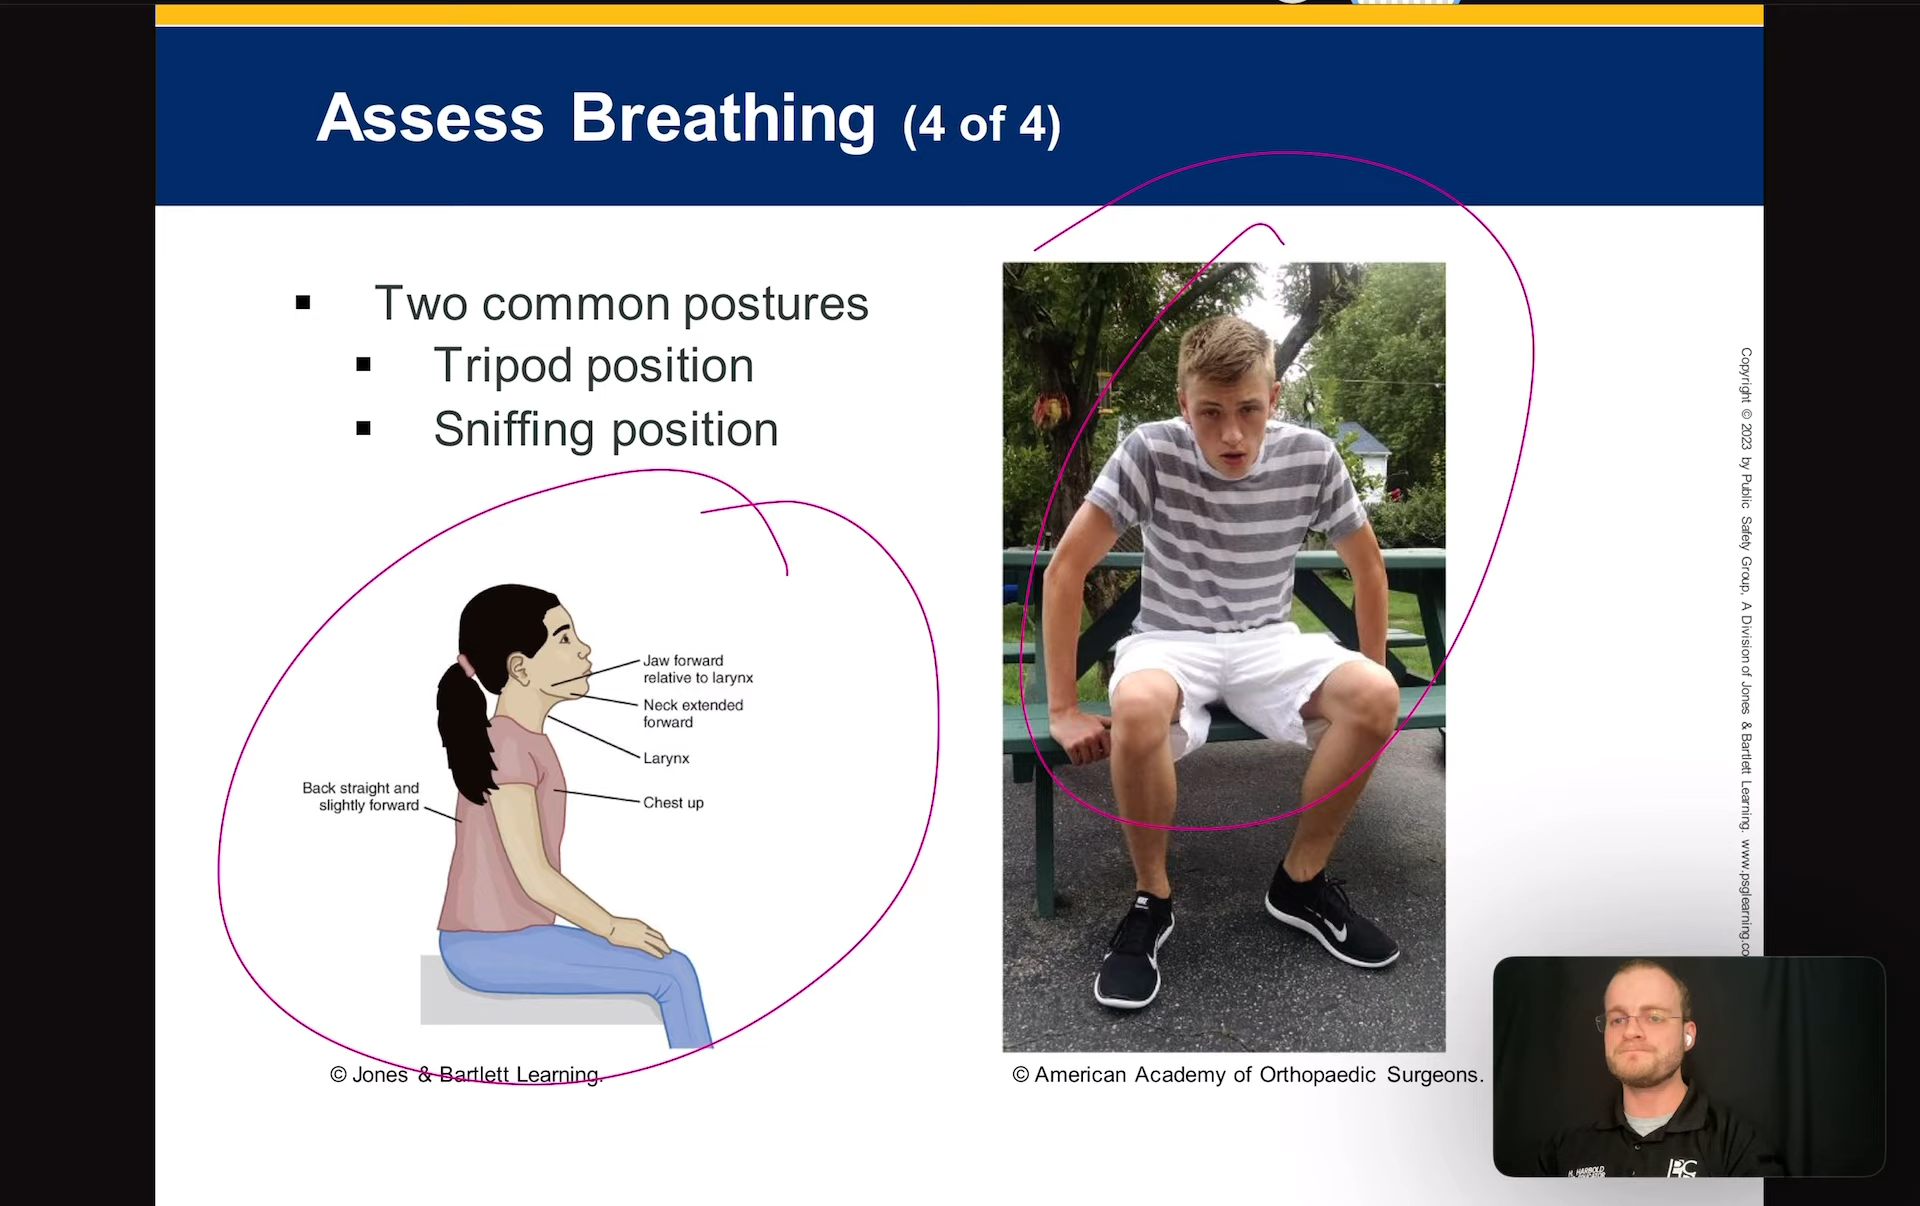 Assess Breathing (4 of 4)
▪ Two common postures
▪ Tripod position
▪ Sniffing position
Jaw forward
relative to larynx
Neck extended
forward
Larynx
Chest up
Back straight and
slightly forward
© Jones & Bartlett Learning.
© American Academy of Orthopaedic Surgeons.
Copyright © 2023 by Public Safety Group, A Division of Jones & Bartlett Learning. www.psglearning.co
H. HARBOLD